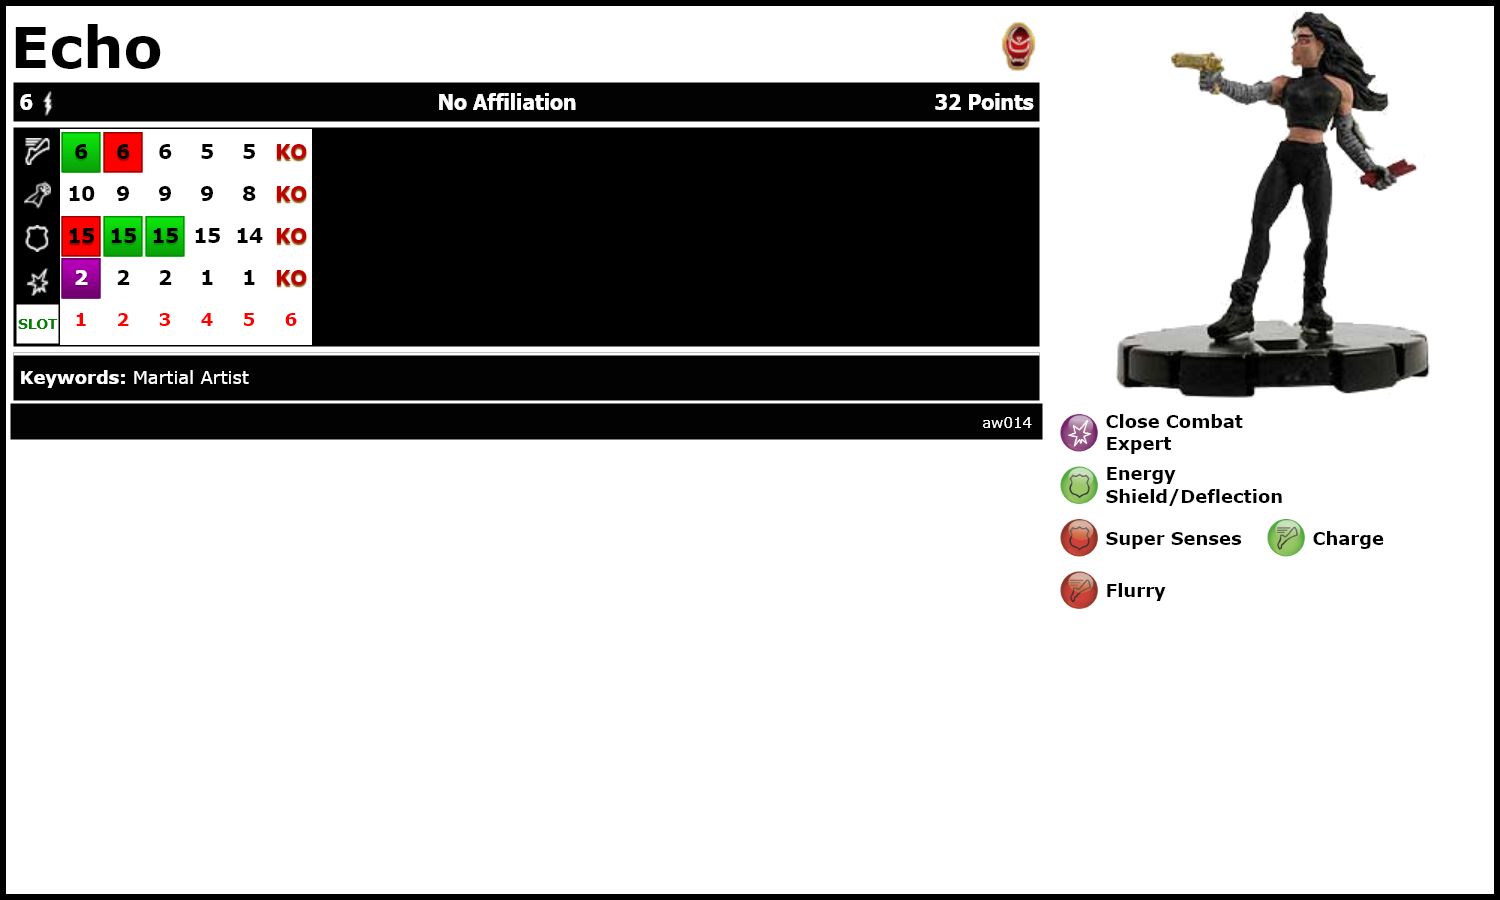 Echo
6 No Affiliation 32 Points
6 6 6 5 5 KO
10 9 9 9 8 KO
15 15 15 15 14 KO
2 2 2 1 1 KO
SLOT 1 2 3 4 5 6
Keywords: Martial Artist
aw014
Close Combat
Expert
Energy
Shield/Deflection
Super Senses Charge
Flurry